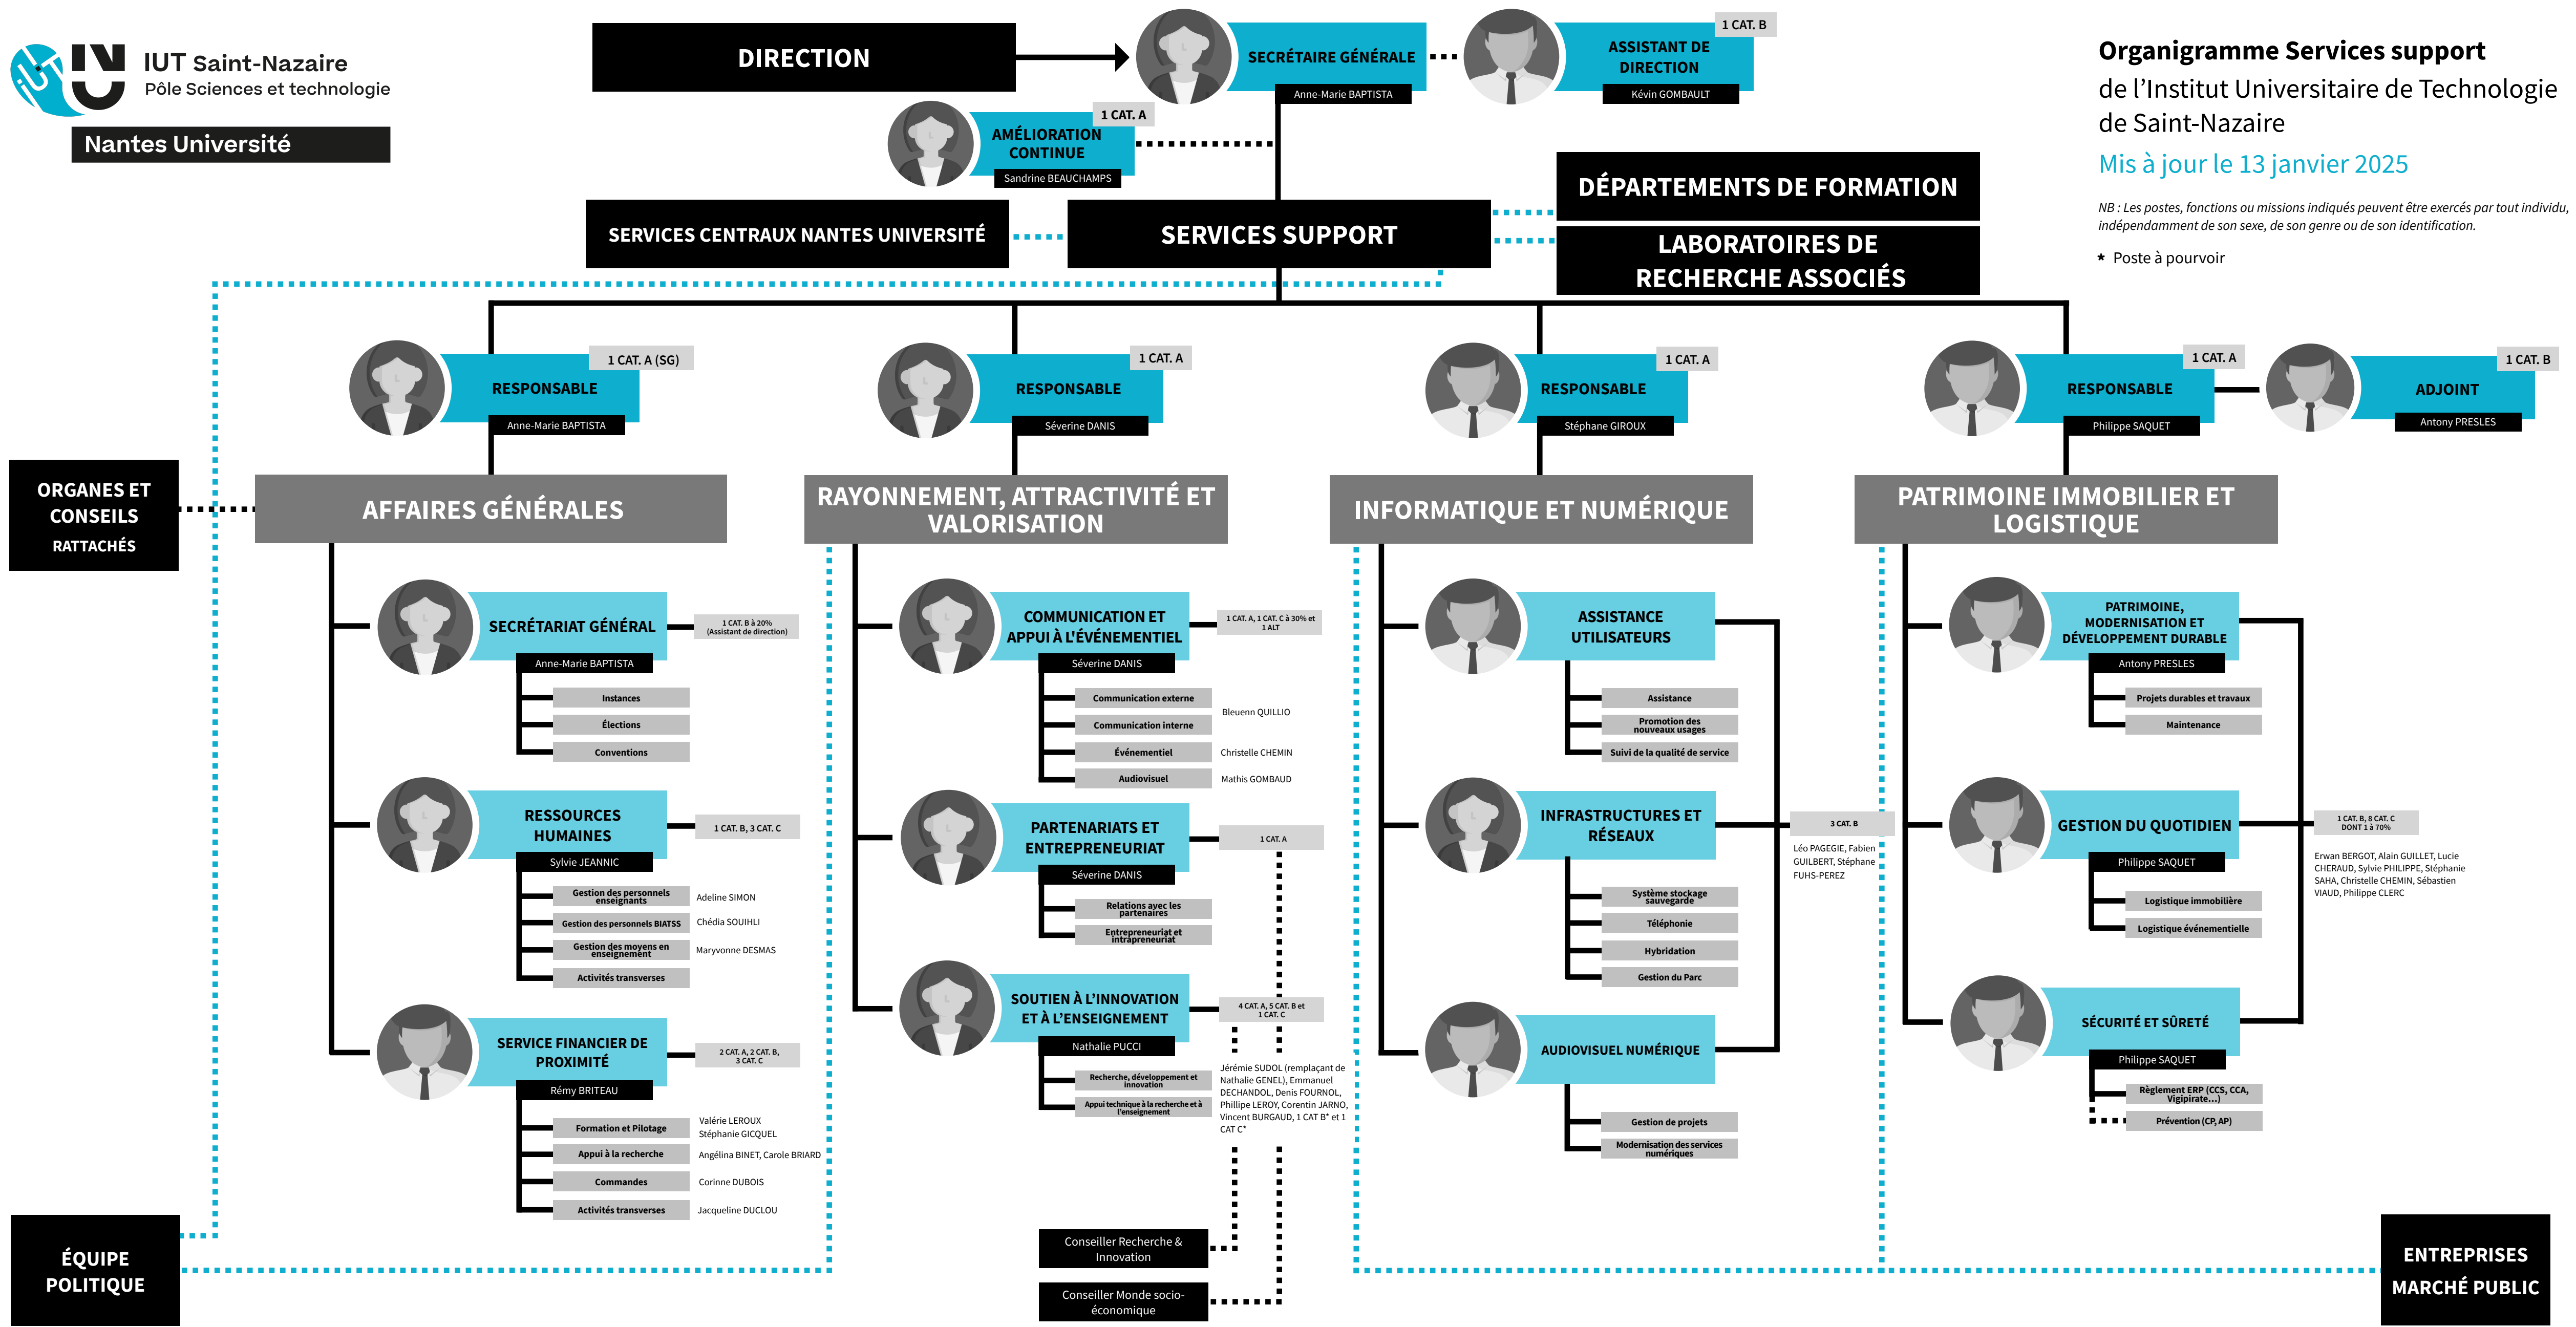 IUT Saint-Nazaire
Pôle Sciences et technologie
Nantes Université
DIRECTION
SECRÉTAIRE GÉNÉRALE
Anne-Marie BAPTISTA
1 CAT. B
ASSISTANT DE
DIRECTION
Kévin GOMBAULT
1 CAT. A
AMÉLIORATION
CONTINUE
Sandrine BEAUCHAMPS
Organigramme Services support
de l’Institut Universitaire de Technologie
de Saint-Nazaire
Mis à jour le 13 janvier 2025
NB : Les postes, fonctions ou missions indiqués peuvent être exercés par tout individu,
indépendamment de son sexe, de son genre ou de son identification.
* Poste à pourvoir
SERVICES CENTRAUX NANTES UNIVERSITÉ
SERVICES SUPPORT
DÉPARTEMENTS DE FORMATION
LABORATOIRES DE
RECHERCHE ASSOCIÉS
1 CAT. A (SG)
RESPONSABLE
Anne-Marie BAPTISTA
1 CAT. A
RESPONSABLE
Séverine DANIS
1 CAT. A
RESPONSABLE
Stéphane GIROUX
1 CAT. A
RESPONSABLE
Philippe SAQUET
1 CAT. B
ADJOINT
Antony PRESLES
ORGANES ET
CONSEILS
RATTACHÉS
AFFAIRES GÉNÉRALES
SECRÉTARIAT GÉNÉRAL
Anne-Marie BAPTISTA
1 CAT. B à 20%
(Assistant de direction)
Instances
Élections
Conventions
RESSOURCES
HUMAINES
Sylvie JEANNIC
1 CAT. B, 3 CAT. C
Gestion des personnels
enseignants
Adeline SIMON
Gestion des personnels BIATSS
Chédia SOUIHLI
Gestion des moyens en
enseignement
Maryvonne DESMAS
Activités transverses
SERVICE FINANCIER DE
PROXIMITÉ
Rémy BRITEAU
2 CAT. A, 2 CAT. B,
3 CAT. C
Formation et Pilotage
Valérie LEROUX
Stéphanie GICQUEL
Appui à la recherche
Angélina BINET, Carole BRIARD
Commandes
Corinne DUBOIS
Activités transverses
Jacqueline DUCLOU
RAYONNEMENT, ATTRACTIVITÉ ET
VALORISATION
COMMUNICATION ET
APPUI À L'ÉVÉNEMENTIEL
Séverine DANIS
1 CAT. A, 1 CAT. C à 30% et
1 ALT
Communication externe
Bleuenn QUILLIO
Communication interne
Événementiel
Christelle CHEMIN
Audiovisuel
Mathis GOMBAUD
PARTENARIATS ET
ENTREPRENEURIAT
Séverine DANIS
1 CAT. A
Relations avec les
partenaires
Entrepreneuriat et
intrapreneuriat
SOUTIEN À L’INNOVATION
ET À L’ENSEIGNEMENT
Nathalie PUCCI
4 CAT. A, 5 CAT. B et
1 CAT. C
Recherche, développement et
innovation
Appui technique à la recherche et à
l’enseignement
Jérémie SUDOL (remplaçant de
Nathalie GENEL), Emmanuel
DECHANDOL, Denis FOURNOL,
Phillipe LEROY, Corentin JARNO,
Vincent BURGAUD, 1 CAT B* et 1
CAT C*
Conseiller Recherche &
Innovation
Conseiller Monde socio-
économique
INFORMATIQUE ET NUMÉRIQUE
ASSISTANCE
UTILISATEURS
Assistance
Promotion des
nouveaux usages
Suivi de la qualité de service
INFRASTRUCTURES ET
RÉSEAUX
3 CAT. B
Léo PAGEGIE, Fabien
GUILBERT, Stéphane
FUHS-PEREZ
Système stockage
sauvegarde
Téléphonie
Hybridation
Gestion du Parc
AUDIOVISUEL NUMÉRIQUE
Gestion de projets
Modernisation des services
numériques
PATRIMOINE IMMOBILIER ET
LOGISTIQUE
PATRIMOINE,
MODERNISATION ET
DÉVELOPPEMENT DURABLE
Antony PRESLES
Projets durables et travaux
Maintenance
GESTION DU QUOTIDIEN
Philippe SAQUET
1 CAT. B, 8 CAT. C
DONT 1 à 70%
Erwan BERGOT, Alain GUILLET, Lucie
CHERAUD, Sylvie PHILIPPE, Stéphanie
SAHA, Christelle CHEMIN, Sébastien
VIAUD, Philippe CLERC
Logistique immobilière
Logistique événementielle
SÉCURITÉ ET SÛRETÉ
Philippe SAQUET
Règlement ERP (CCS, CCA,
Vigipirate...)
Prévention (CP, AP)
ÉQUIPE
POLITIQUE
ENTREPRISES
MARCHÉ PUBLIC